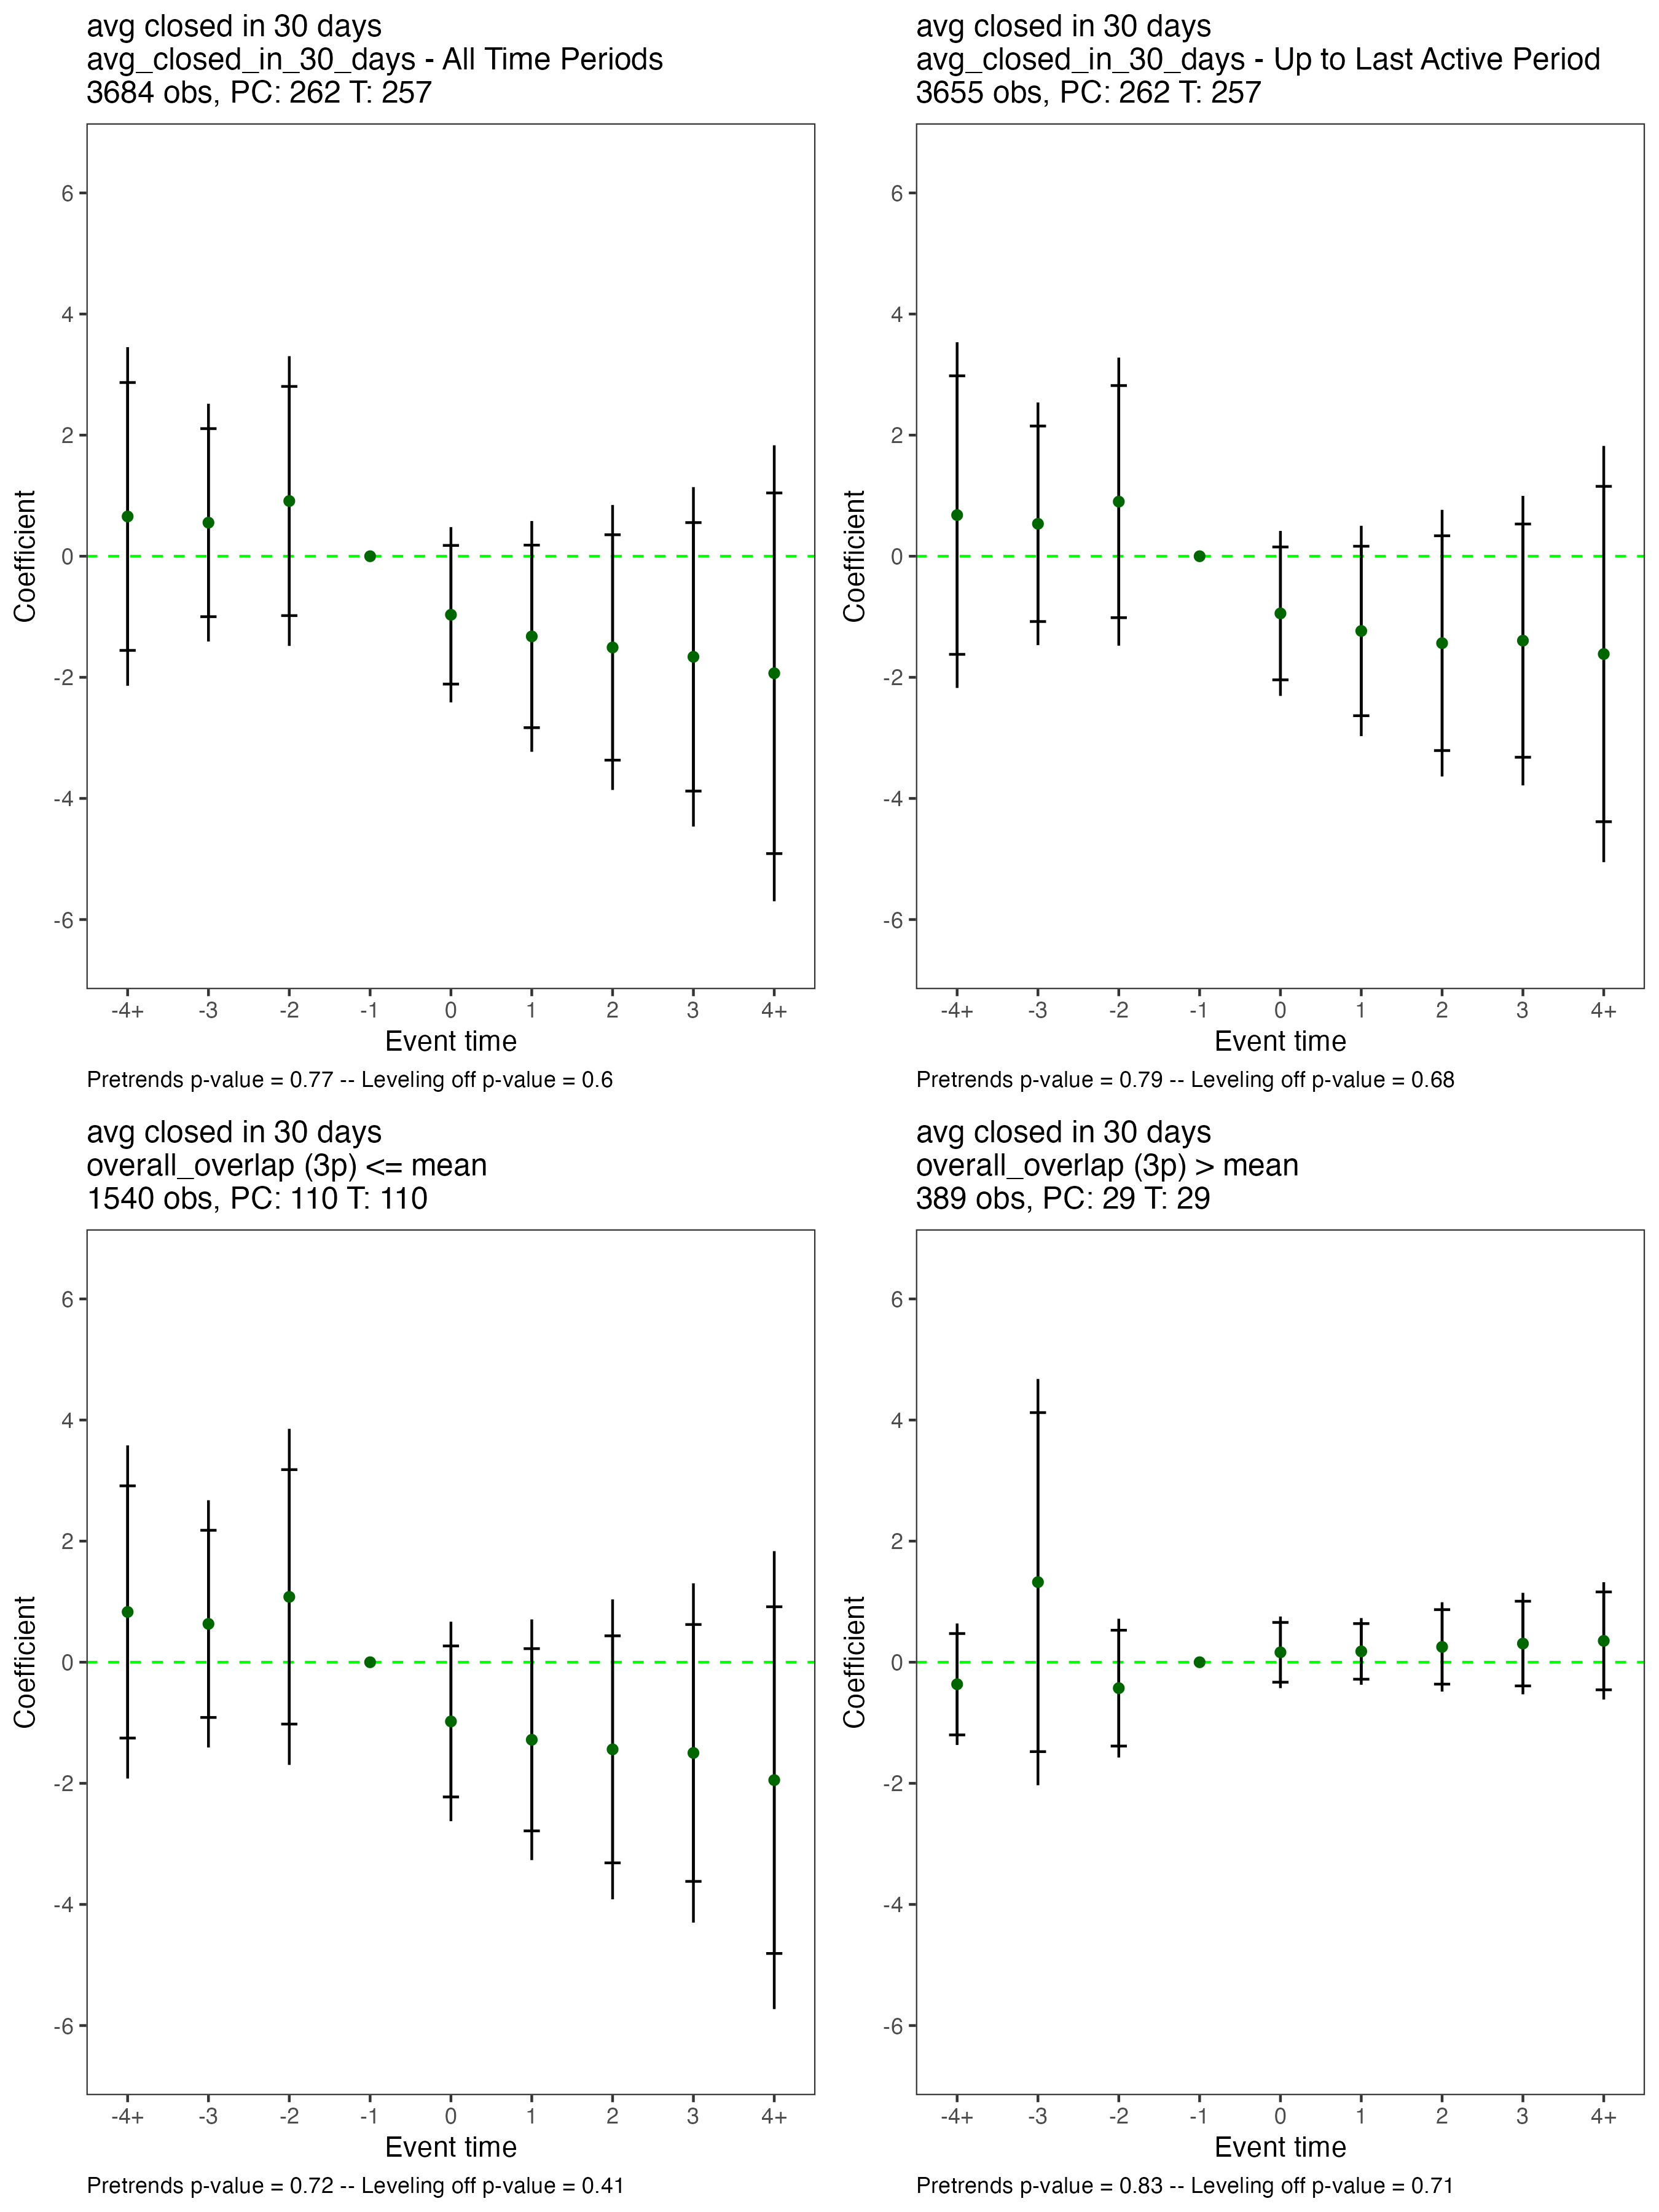 avg closed in 30 days
avg_closed_in_30_days - All Time Periods
3684 obs, PC: 262 T: 257
6
4
2
0
-2
-4
-6
Coefficient
-4+ -3 -2 -1 0 1 2 3 4+
Event time
Pretrends p-value = 0.77 -- Leveling off p-value = 0.6
avg closed in 30 days
avg_closed_in_30_days - Up to Last Active Period
3655 obs, PC: 262 T: 257
6
4
2
0
-2
-4
-6
Coefficient
-4+ -3 -2 -1 0 1 2 3 4+
Event time
Pretrends p-value = 0.79 -- Leveling off p-value = 0.68
avg closed in 30 days
overall_overlap (3p) <= mean
1540 obs, PC: 110 T: 110
6
4
2
0
-2
-4
-6
Coefficient
-4+ -3 -2 -1 0 1 2 3 4+
Event time
Pretrends p-value = 0.72 -- Leveling off p-value = 0.41
avg closed in 30 days
overall_overlap (3p) > mean
389 obs, PC: 29 T: 29
6
4
2
0
-2
-4
-6
Coefficient
-4+ -3 -2 -1 0 1 2 3 4+
Event time
Pretrends p-value = 0.83 -- Leveling off p-value = 0.71